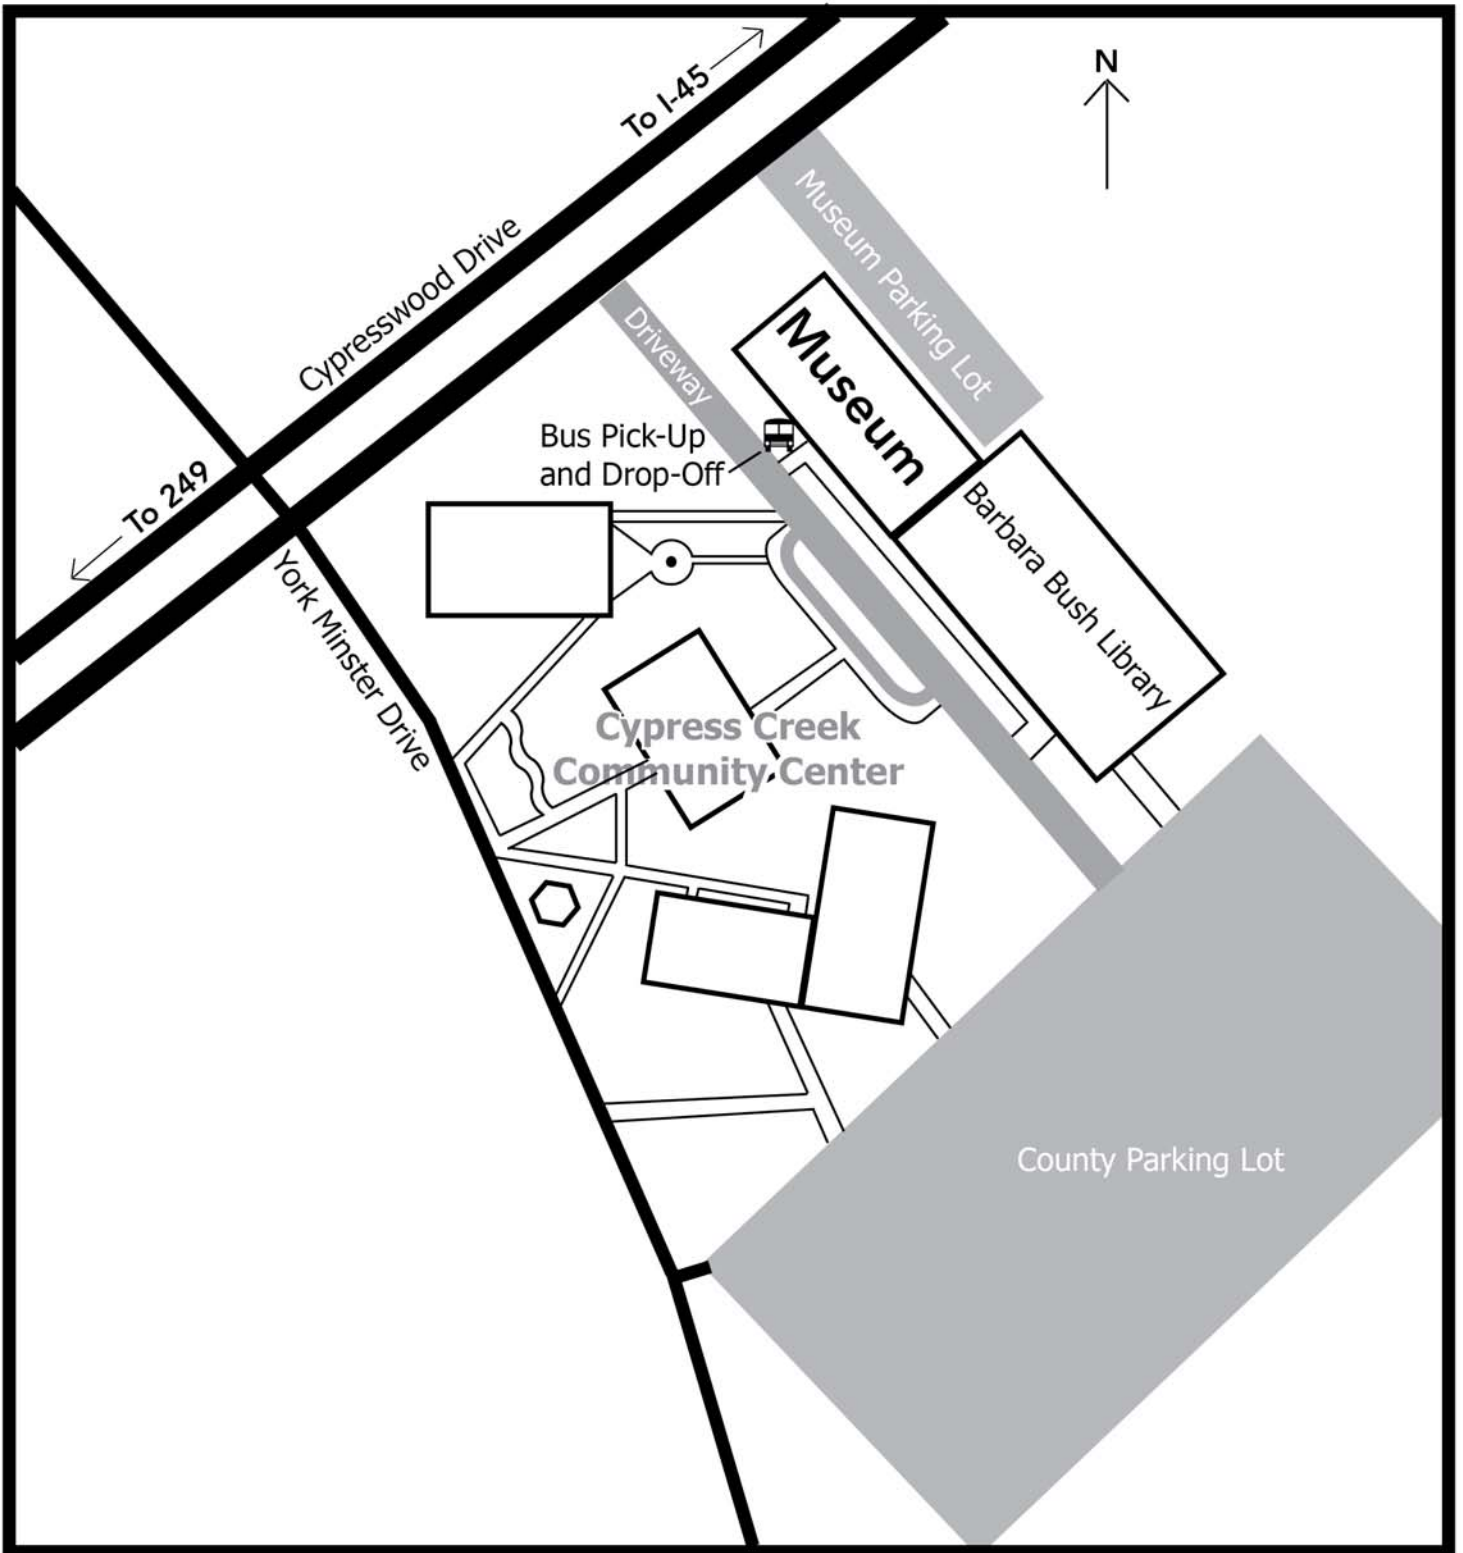 To I-45
N
Museum Parking Lot
Cypresswood Drive
Driveway
Museum
Bus Pick-Up
and Drop-Off
To 249
Barbara Bush Library
York Minster Drive
Cypress Creek
Community Center
County Parking Lot